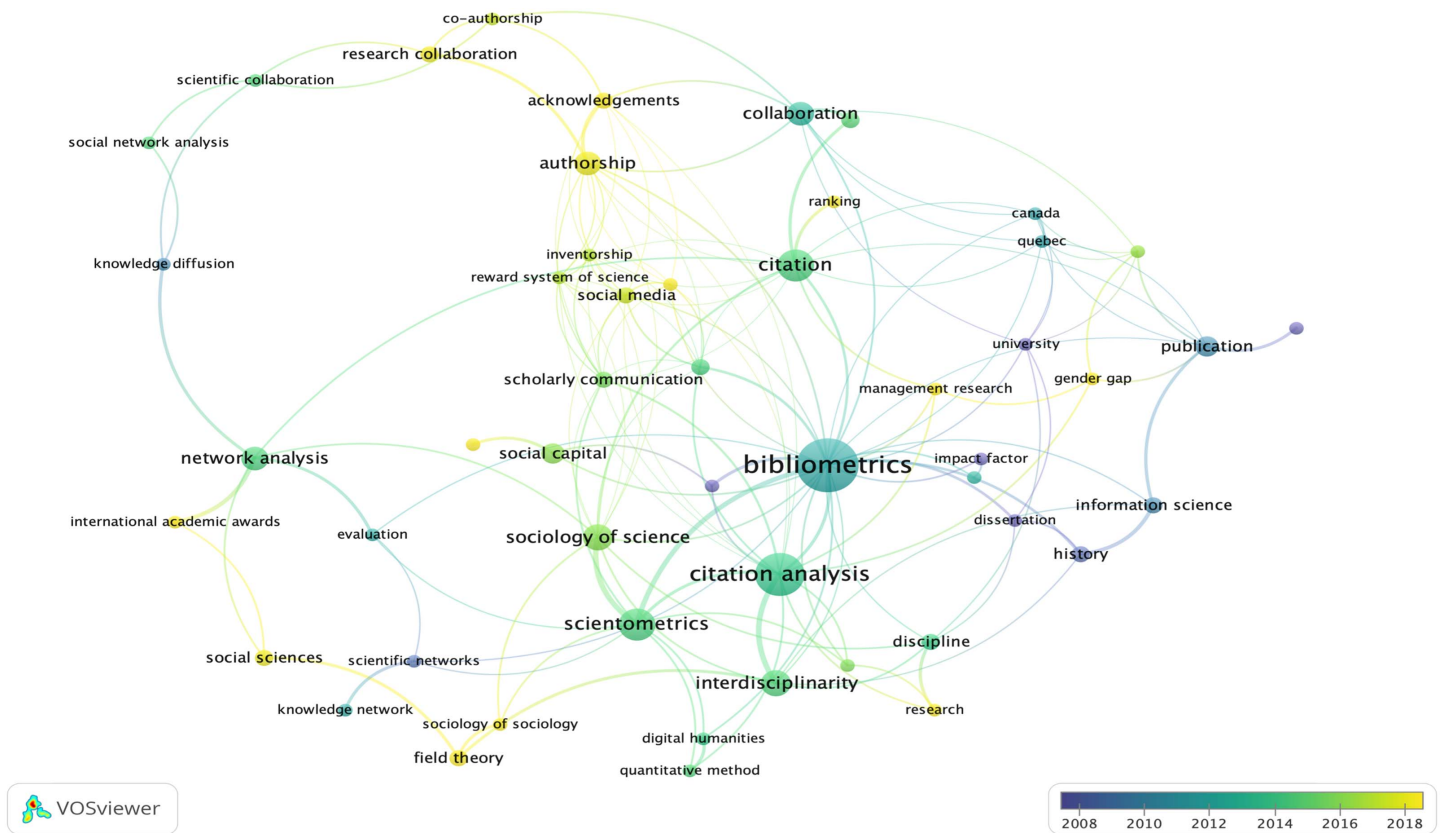 co-authorship
research collaboration
scientific collaboration
acknowledgements
collaboration
social network analysis
authorship
ranking
canada
quebec
inventorship
knowledge diffusion
citation
reward system of science
social media
university
publication
scholarly communication
management research
gender gap
network analysis
social capital
bibliometrics
impact factor
information science
international academic awards
evaluation
sociology of science
dissertation
history
citation analysis
scientometrics
discipline
social sciences
scientific networks
interdisciplinarity
knowledge network
sociology of sociology
research
digital humanities
field theory
quantitative method
VOSviewer
2008 2010 2012 2014 2016 2018